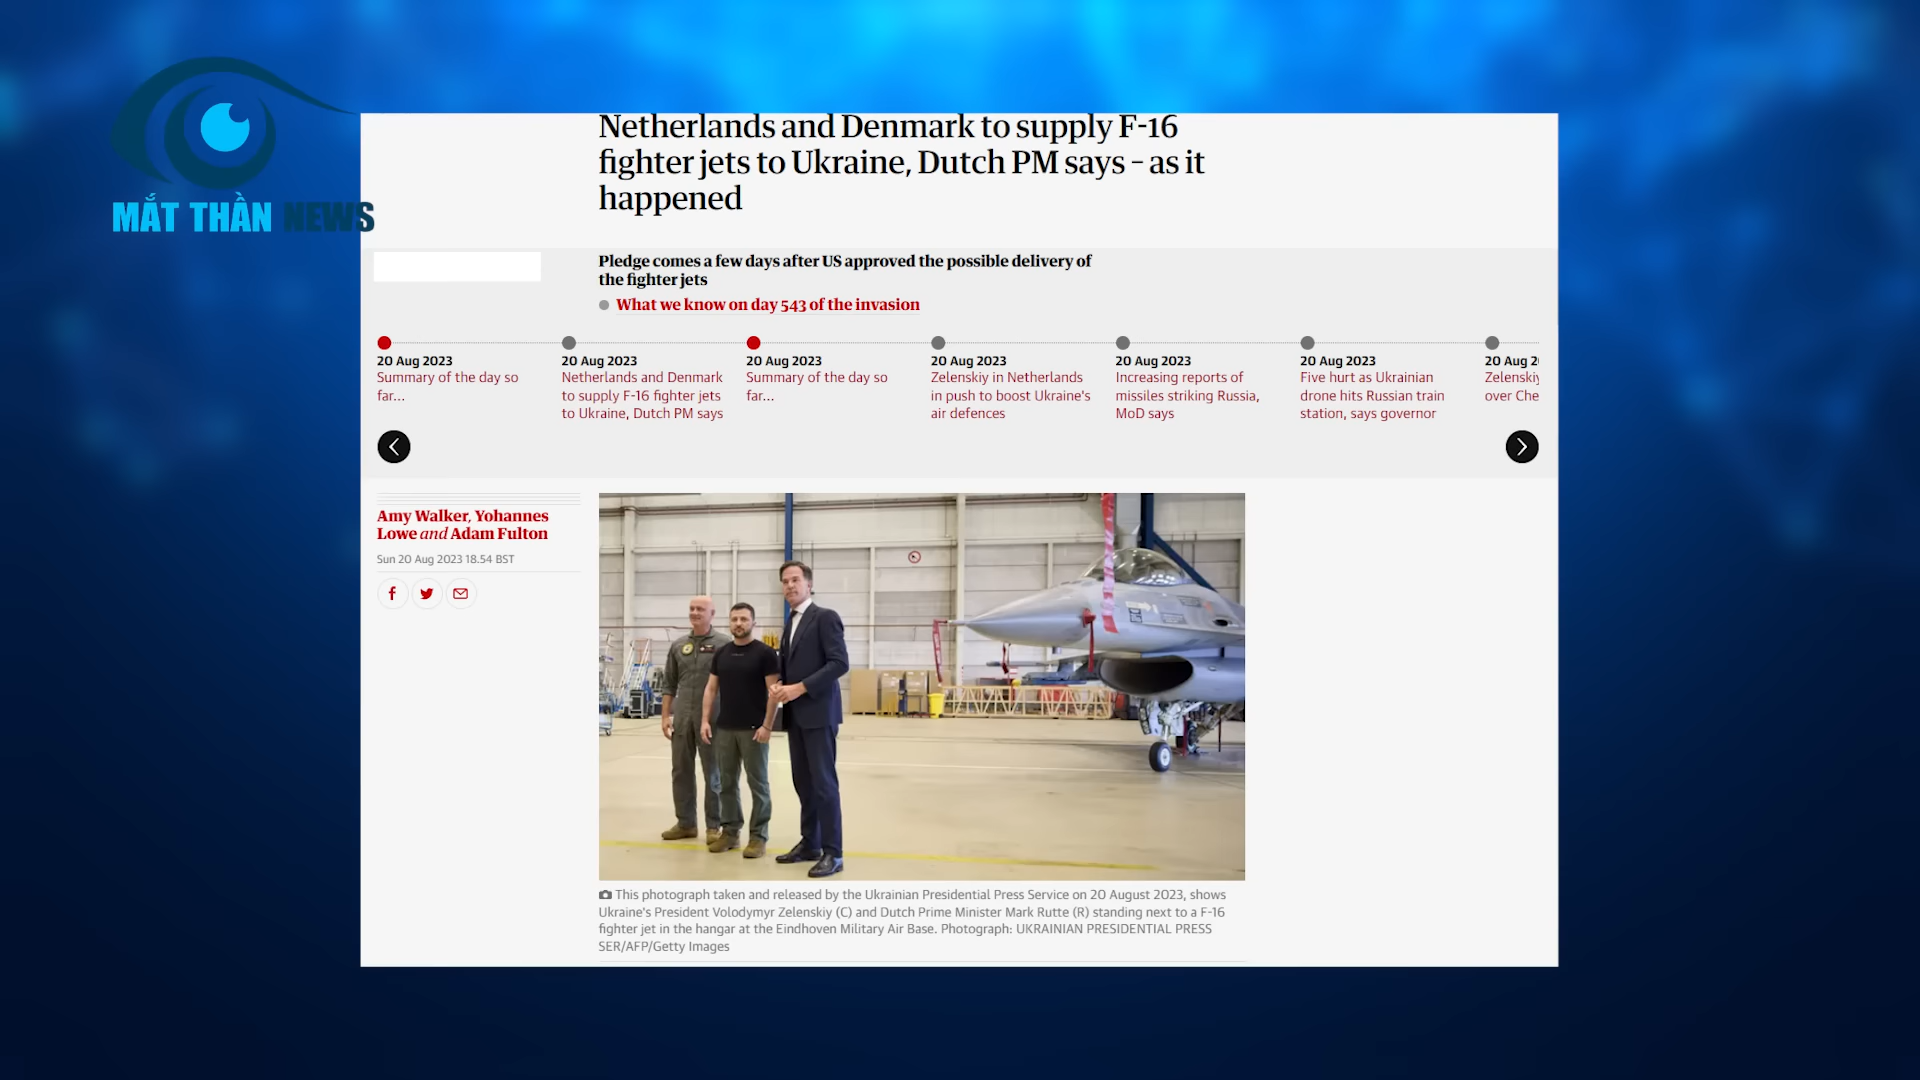 MẮT THẦN NEWS
Netherlands and Denmark to supply F-16
fighter jets to Ukraine, Dutch PM says – as it
happened
Pledge comes a few days after US approved the possible delivery of
the fighter jets
What we know on day 543 of the invasion
20 Aug 2023
Summary of the day so
far...
20 Aug 2023
Netherlands and Denmark
to supply F-16 fighter jets
to Ukraine, Dutch PM says
20 Aug 2023
Summary of the day so
far...
20 Aug 2023
Zelenskiy in Netherlands
in push to boost Ukraine's
air defences
20 Aug 2023
Increasing reports of
missiles striking Russia,
MoD says
20 Aug 2023
Five hurt as Ukrainian
drone hits Russian train
station, says governor
20 Aug 2
Zelenskiy
over Che
Amy Walker, Yohannes
Lowe and Adam Fulton
Sun 20 Aug 2023 18.54 BST
This photograph taken and released by the Ukrainian Presidential Press Service on 20 August 2023, shows
Ukraine's President Volodymyr Zelenskiy (C) and Dutch Prime Minister Mark Rutte (R) standing next to a F-16
fighter jet in the hangar at the Eindhoven Military Air Base. Photograph: UKRAINIAN PRESIDENTIAL PRESS
SER/AFP/Getty Images